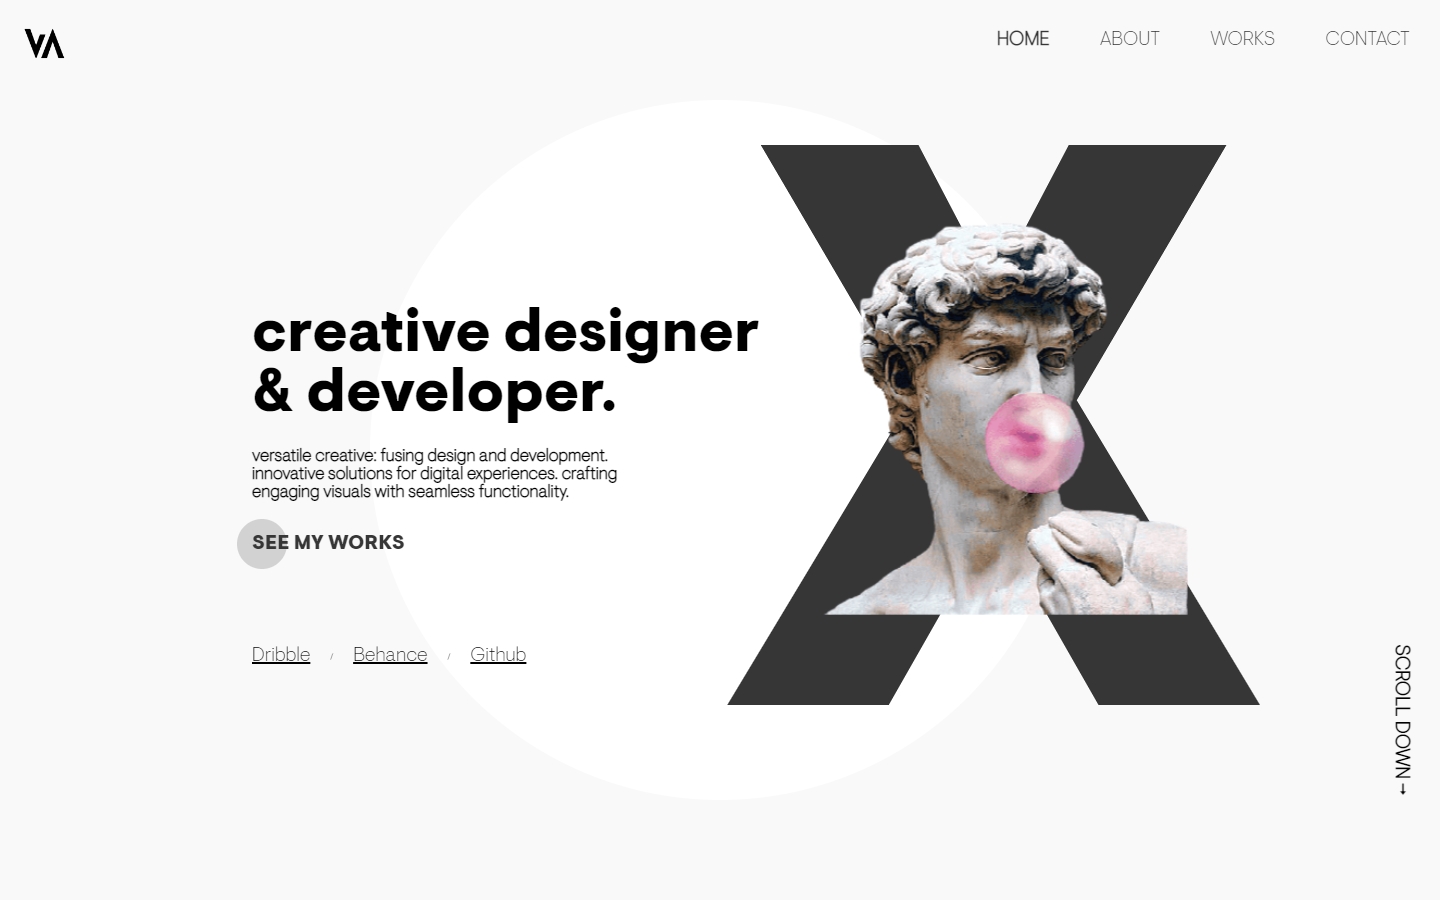 VA
HOME
ABOUT
WORKS
CONTACT
X
creative designer
& developer.
versatile creative: fusing design and development.
innovative solutions for digital experiences. crafting
engaging visuals with seamless functionality.
SEE MY WORKS
Dribble / Behance / Github
SCROLL DOWN →